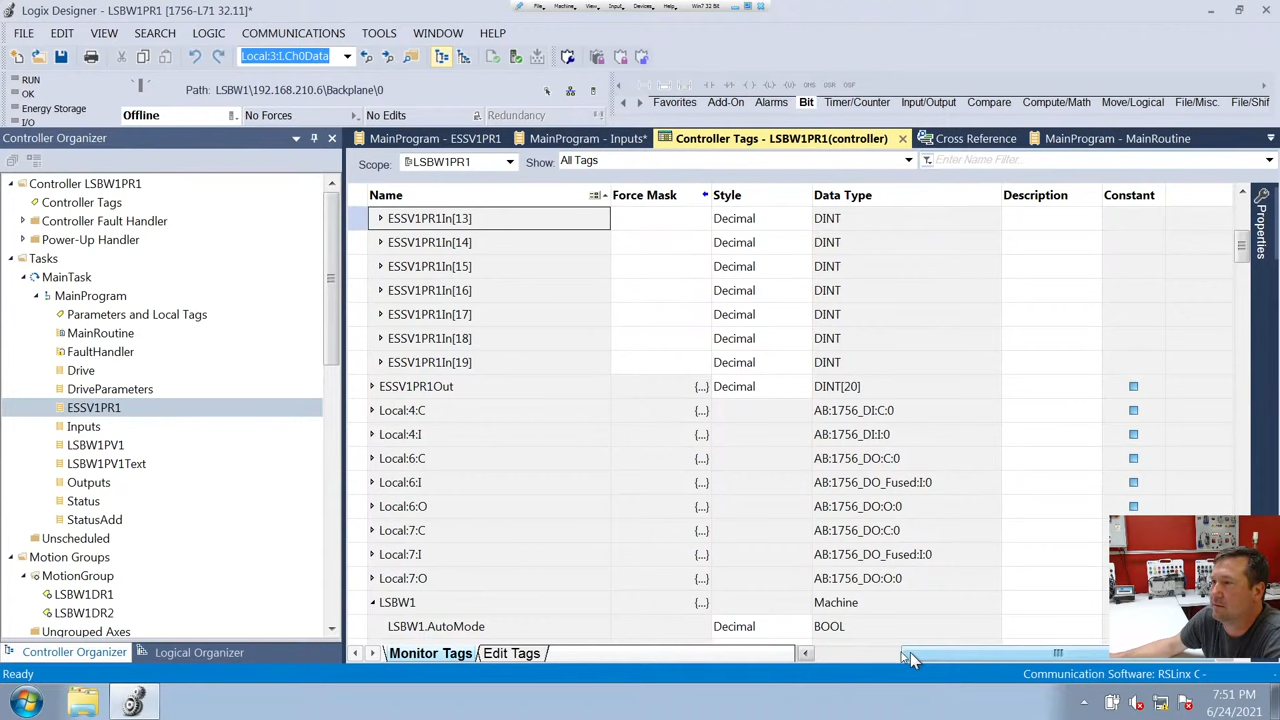 Logix Designer - LSBW1PR1 [1756-L71 32.11]*
File Machine View Input Devices Help Win7 32 bit
FILE EDIT VIEW SEARCH LOGIC COMMUNICATIONS TOOLS WINDOW HELP
Local:3:I.Ch0Data
RUN
OK
Energy Storage
I/O
Path: LSBW1\192.168.210.6\Backplane\0
Offline No Forces No Edits Redundancy
Favorites Add-On Alarms Bit Timer/Counter Input/Output Compare Compute/Math Move/Logical File/Misc. File/Shif
Controller Organizer
MainProgram - ESSV1PR1 MainProgram - Inputs* Controller Tags - LSBW1PR1(controller) Cross Reference MainProgram - MainRoutine
Scope: LSBW1PR1 Show: All Tags Enter Name Filter...
Controller LSBW1PR1
Controller Tags
Controller Fault Handler
Power-Up Handler
Tasks
MainTask
MainProgram
Parameters and Local Tags
MainRoutine
FaultHandler
Drive
DriveParameters
ESSV1PR1
Inputs
LSBW1PV1
LSBW1PV1Text
Outputs
Status
StatusAdd
Unscheduled
Motion Groups
MotionGroup
LSBW1DR1
LSBW1DR2
Ungrouped Axes
Controller Organizer Logical Organizer
Name Force Mask Style Data Type Description Constant
ESSV1PR1In[13] Decimal DINT
ESSV1PR1In[14] Decimal DINT
ESSV1PR1In[15] Decimal DINT
ESSV1PR1In[16] Decimal DINT
ESSV1PR1In[17] Decimal DINT
ESSV1PR1In[18] Decimal DINT
ESSV1PR1In[19] Decimal DINT
ESSV1PR1Out {...} Decimal DINT[20]
Local:4:C {...} AB:1756_DI:C:0
Local:4:I {...} AB:1756_DI:I:0
Local:6:C {...} AB:1756_DO:C:0
Local:6:I {...} AB:1756_DO_Fused:I:0
Local:6:O {...} AB:1756_DO:O:0
Local:7:C {...} AB:1756_DO:C:0
Local:7:I {...} AB:1756_DO_Fused:I:0
Local:7:O {...} AB:1756_DO:O:0
LSBW1 {...} Machine
LSBW1.AutoMode Decimal BOOL
Monitor Tags Edit Tags
Properties
Ready
Communication Software: RSLinx C
7:51 PM
6/24/2021